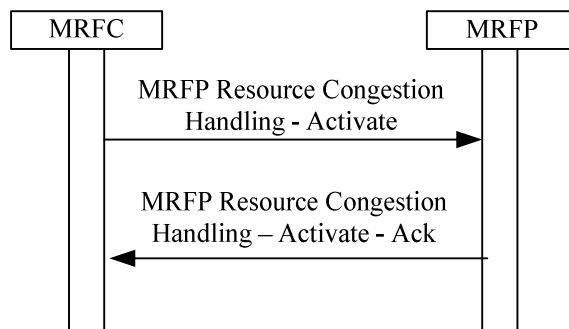 MRFC
MRFP
MRFP Resource Congestion
Handling - Activate
MRFP Resource Congestion
Handling – Activate - Ack